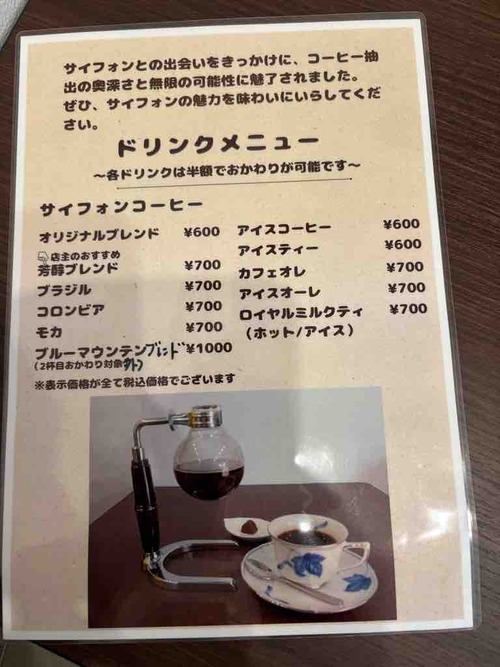 サイフォンとの出会いをきっかけに、コーヒー抽
出の奥深さと無限の可能性に魅了されました。
ぜひ、サイフォンの魅力を味わいにいらしてくだ
さい。
ドリンクメニュー
～各ドリンクは半額でおかわりが可能です～
サイフォンコーヒー
オリジナルブレンド ¥600
店主のおすすめ
芳醇ブレンド ¥700
ブラジル ¥700
コロンビア ¥700
モカ ¥700
ブルーマウンテンブレンド ¥1000
（2杯目おかわり対象外）
※表示価格が全て税込価格でございます
アイスコーヒー ¥600
アイスティー ¥600
カフェオレ ¥700
アイスオーレ ¥700
ロイヤルミルクティ ¥700
（ホット/アイス）